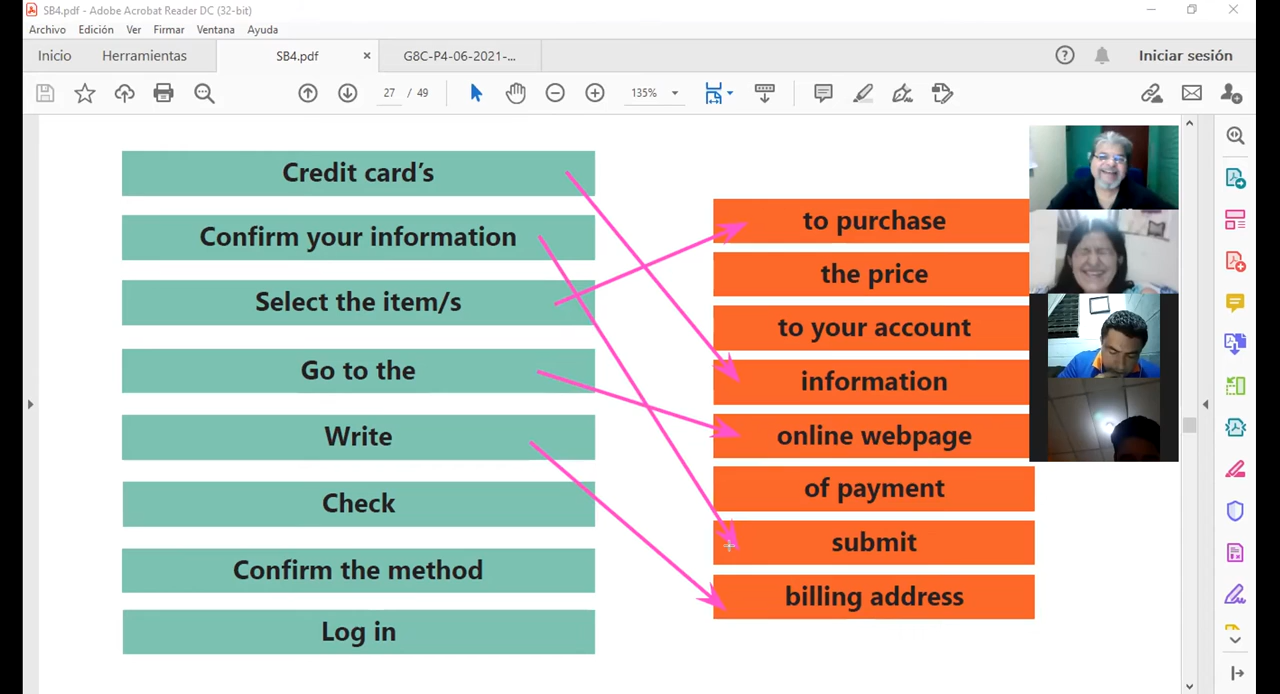 SB4.pdf - Adobe Acrobat Reader DC (32-bit)
Archivo Edición Ver Firmar Ventana Ayuda
Inicio Herramientas SB4.pdf × G8C-P4-06-2021-... Iniciar sesión
27 / 49 135%
Credit card's
Confirm your information
Select the item/s
Go to the
Write
Check
Confirm the method
Log in
to purchase
the price
to your account
information
online webpage
of payment
submit
billing address